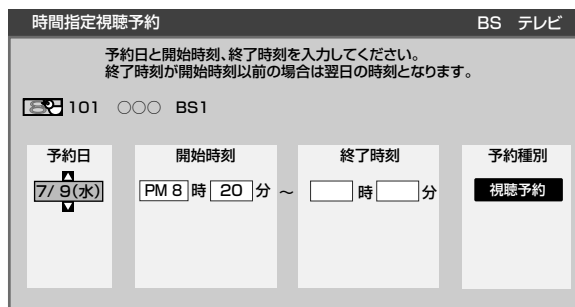 時間指定視聴予約 BS テレビ
予約日と開始時刻、終了時刻を入力してください。
終了時刻が開始時刻以前の場合は翌日の時刻となります。
101 ○○○ BS1
予約日 開始時刻 終了時刻 予約種別
7/ 9(水) PM 8 時 20 分 ~ 時 分 視聴予約